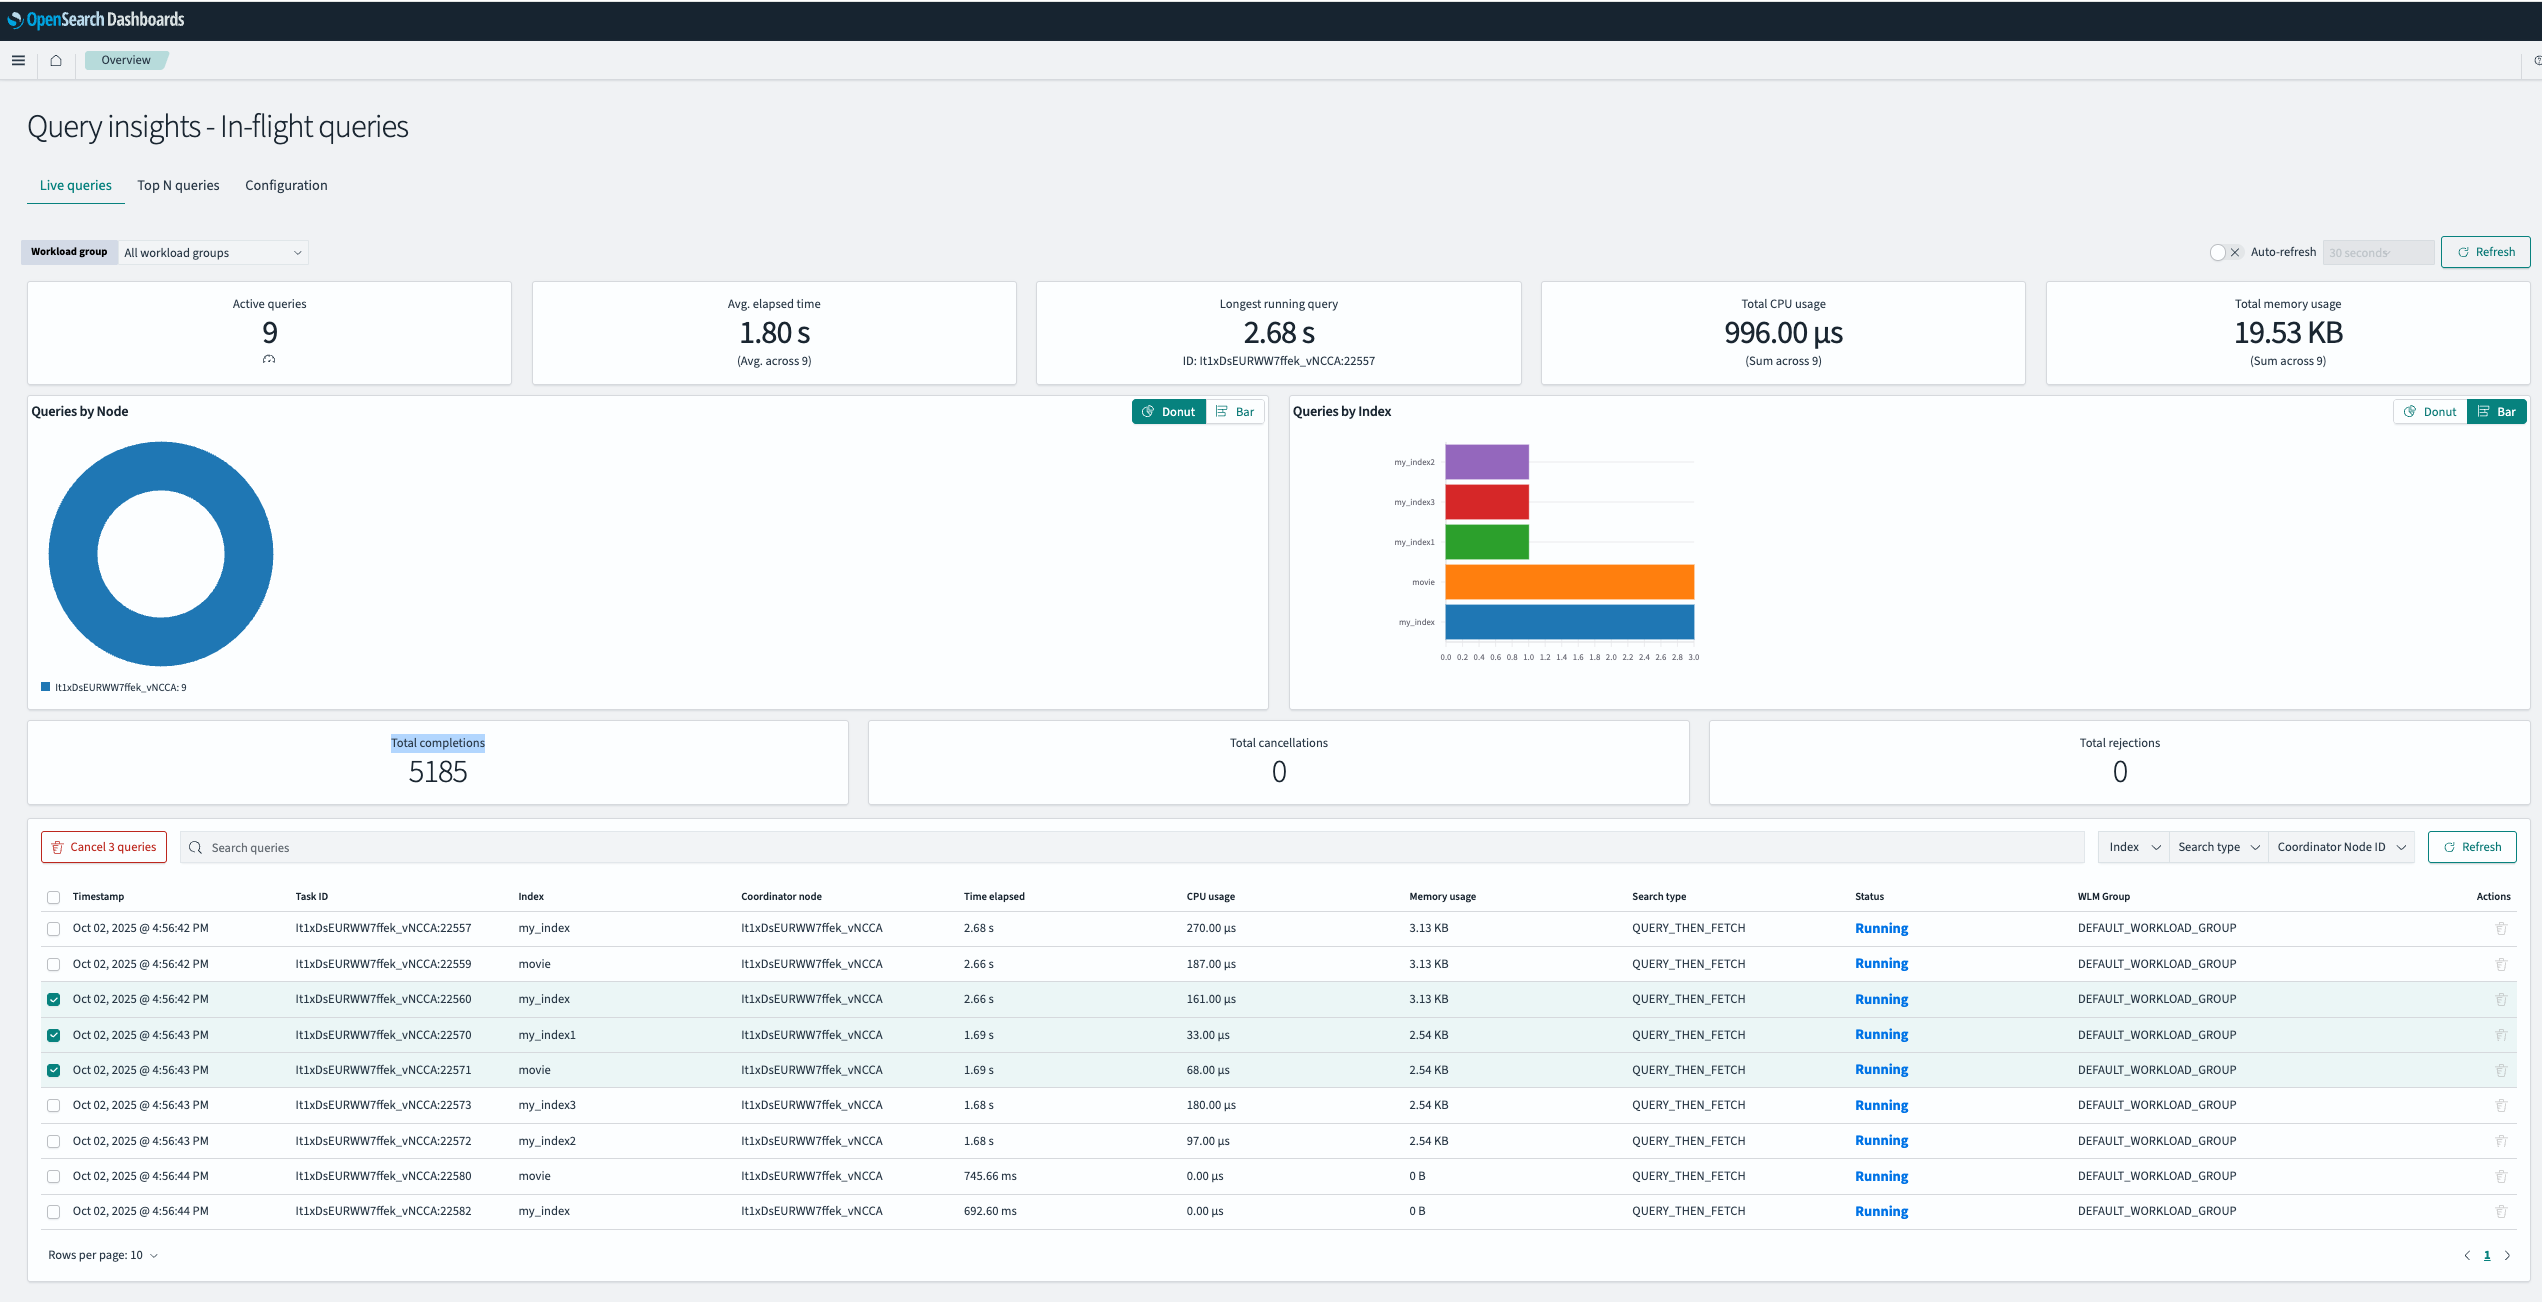 OpenSearch Dashboards
Overview
Query insights - In-flight queries
Live queries Top N queries Configuration
Workload group All workload groups Auto-refresh 30 seconds Refresh
Active queries
9
Avg. elapsed time
1.80 s
(Avg. across 9)
Longest running query
2.68 s
ID: It1xDsEURWW7ffek_vNCCA:22557
Total CPU usage
996.00 µs
(Sum across 9)
Total memory usage
19.53 KB
(Sum across 9)
Queries by Node Donut Bar
It1xDsEURWW7ffek_vNCCA: 9
Queries by Index Donut Bar
my_index2
my_index3
my_index1
movie
my_index
0.0 0.2 0.4 0.6 0.8 1.0 1.2 1.4 1.6 1.8 2.0 2.2 2.4 2.6 2.8 3.0
Total completions
5185
Total cancellations
0
Total rejections
0
Cancel 3 queries Search queries Index Search type Coordinator Node ID Refresh
Timestamp Task ID Index Coordinator node Time elapsed CPU usage Memory usage Search type Status WLM Group Actions
Oct 02, 2025 @ 4:56:42 PM It1xDsEURWW7ffek_vNCCA:22557 my_index It1xDsEURWW7ffek_vNCCA 2.68 s 270.00 µs 3.13 KB QUERY_THEN_FETCH Running DEFAULT_WORKLOAD_GROUP
Oct 02, 2025 @ 4:56:42 PM It1xDsEURWW7ffek_vNCCA:22559 movie It1xDsEURWW7ffek_vNCCA 2.66 s 187.00 µs 3.13 KB QUERY_THEN_FETCH Running DEFAULT_WORKLOAD_GROUP
Oct 02, 2025 @ 4:56:42 PM It1xDsEURWW7ffek_vNCCA:22560 my_index It1xDsEURWW7ffek_vNCCA 2.66 s 161.00 µs 3.13 KB QUERY_THEN_FETCH Running DEFAULT_WORKLOAD_GROUP
Oct 02, 2025 @ 4:56:43 PM It1xDsEURWW7ffek_vNCCA:22570 my_index1 It1xDsEURWW7ffek_vNCCA 1.69 s 33.00 µs 2.54 KB QUERY_THEN_FETCH Running DEFAULT_WORKLOAD_GROUP
Oct 02, 2025 @ 4:56:43 PM It1xDsEURWW7ffek_vNCCA:22571 movie It1xDsEURWW7ffek_vNCCA 1.69 s 68.00 µs 2.54 KB QUERY_THEN_FETCH Running DEFAULT_WORKLOAD_GROUP
Oct 02, 2025 @ 4:56:43 PM It1xDsEURWW7ffek_vNCCA:22573 my_index3 It1xDsEURWW7ffek_vNCCA 1.68 s 180.00 µs 2.54 KB QUERY_THEN_FETCH Running DEFAULT_WORKLOAD_GROUP
Oct 02, 2025 @ 4:56:43 PM It1xDsEURWW7ffek_vNCCA:22572 my_index2 It1xDsEURWW7ffek_vNCCA 1.68 s 97.00 µs 2.54 KB QUERY_THEN_FETCH Running DEFAULT_WORKLOAD_GROUP
Oct 02, 2025 @ 4:56:44 PM It1xDsEURWW7ffek_vNCCA:22580 movie It1xDsEURWW7ffek_vNCCA 745.66 ms 0.00 µs 0 B QUERY_THEN_FETCH Running DEFAULT_WORKLOAD_GROUP
Oct 02, 2025 @ 4:56:44 PM It1xDsEURWW7ffek_vNCCA:22582 my_index It1xDsEURWW7ffek_vNCCA 692.60 ms 0.00 µs 0 B QUERY_THEN_FETCH Running DEFAULT_WORKLOAD_GROUP
Rows per page: 10 1